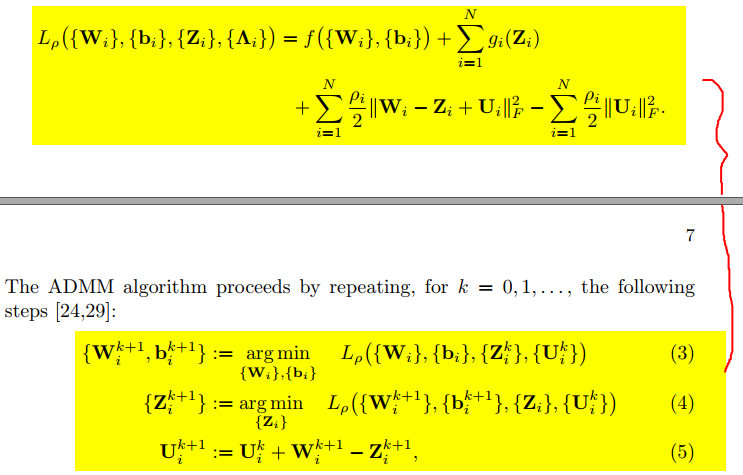 L_ρ({W_i}, {b_i}, {Z_i}, {Λ_i}) = f({W_i}, {b_i}) + ∑_{i=1}^{N} g_i(Z_i)
+ ∑_{i=1}^{N} ρ_i/2 ‖W_i − Z_i + U_i‖_F^2 − ∑_{i=1}^{N} ρ_i/2 ‖U_i‖_F^2.
7
The ADMM algorithm proceeds by repeating, for k = 0, 1, . . . , the following
steps [24,29]:
{W_i^{k+1}, b_i^{k+1}} := arg min_{{W_i},{b_i}} L_ρ({W_i}, {b_i}, {Z_i^k}, {U_i^k}) (3)
{Z_i^{k+1}} := arg min_{{Z_i}} L_ρ({W_i^{k+1}}, {b_i^{k+1}}, {Z_i}, {U_i^k}) (4)
U_i^{k+1} := U_i^k + W_i^{k+1} − Z_i^{k+1}, (5)